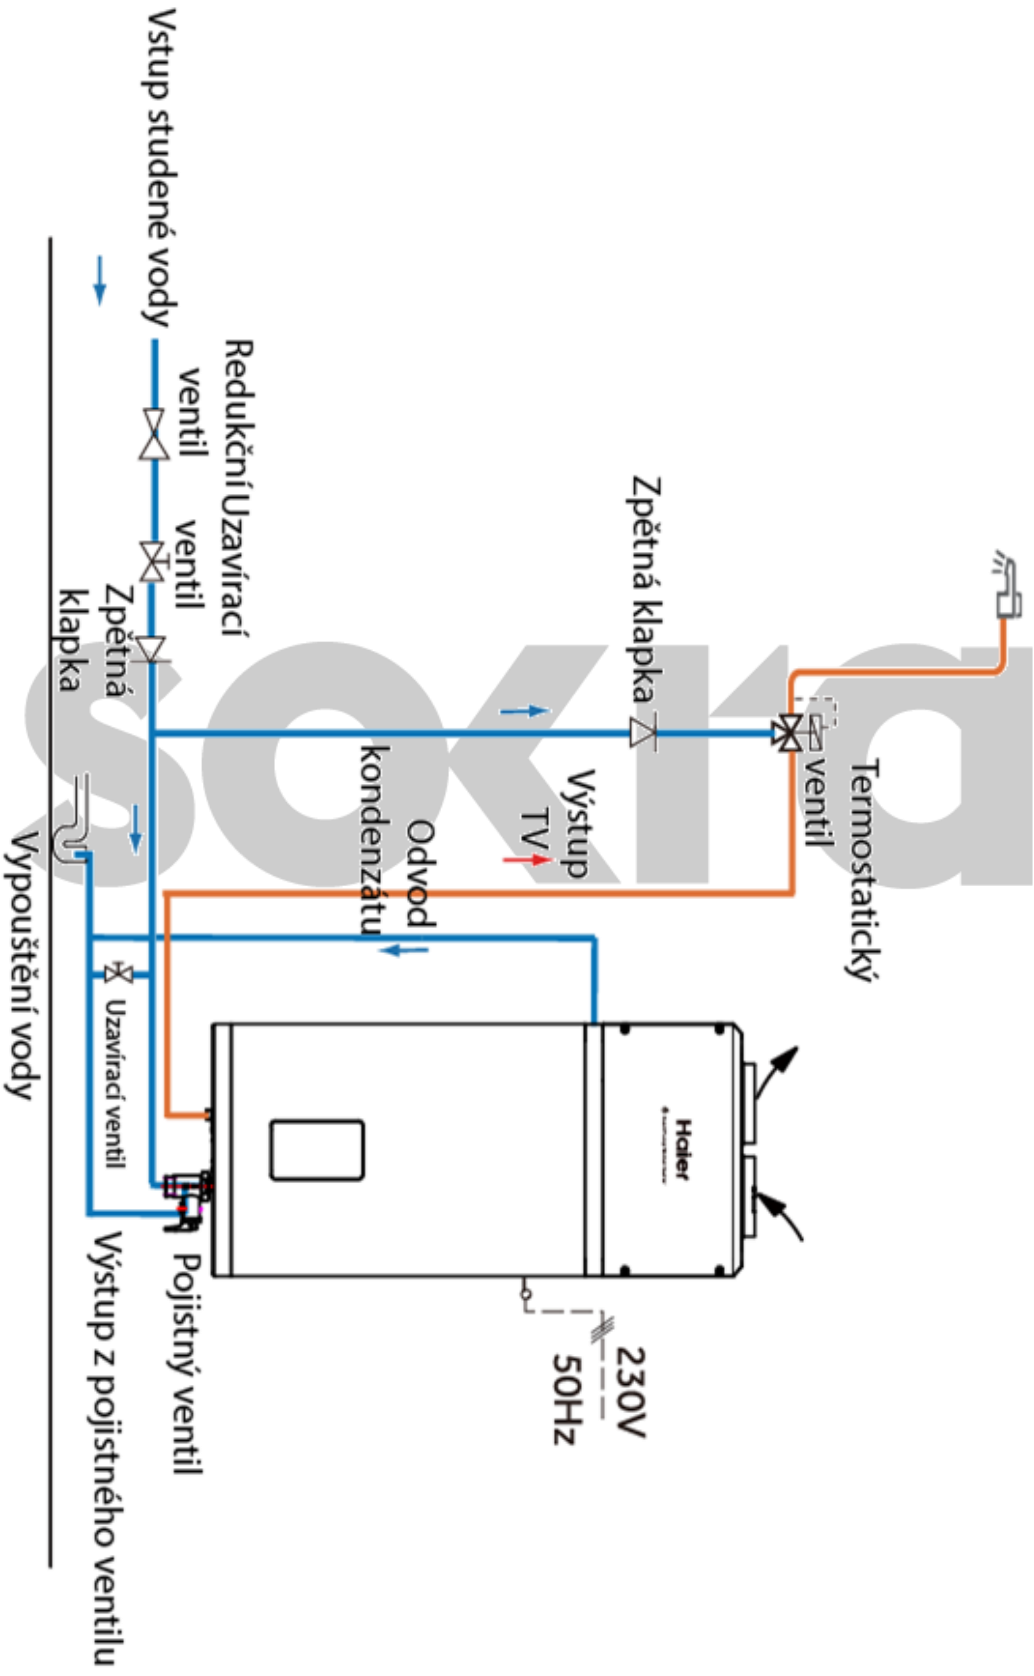 Termostatický
ventil
Zpětná klapka
Výstup
TV
Odvod
kondenzátu
Haier
230V
50Hz
Redukční Uzavírací
ventil
ventil
Vstup studené vody
Zpětná
klapka
Uzavírací ventil
Pojistný ventil
Výstup z pojistného ventilu
Vypouštění vody
sokra